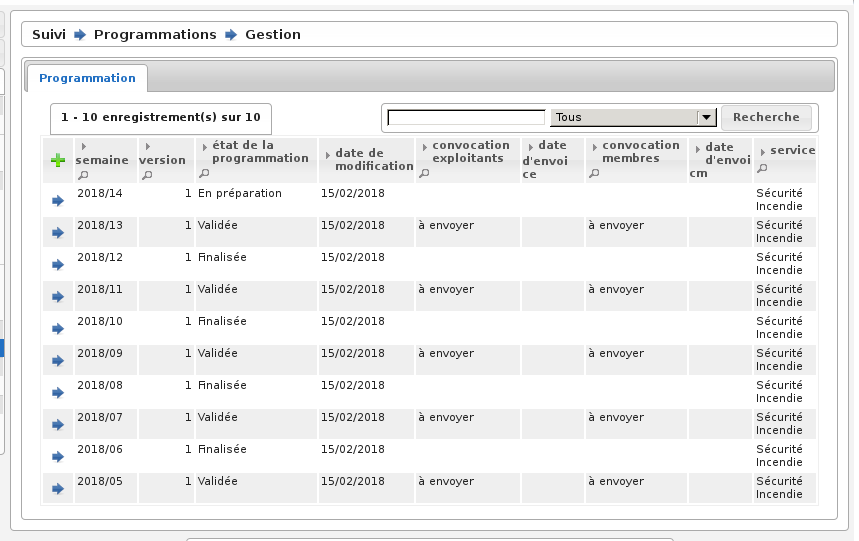 Suivi Programmations Gestion
Programmation
1 - 10 enregistrement(s) sur 10
Tous Recherche
semaine version état de la programmation date de modification convocation exploitants date d'envoi ce convocation membres date d'envoi cm service
2018/14 1 En préparation 15/02/2018 Sécurité Incendie
2018/13 1 Validée 15/02/2018 à envoyer à envoyer Sécurité Incendie
2018/12 1 Finalisée 15/02/2018 Sécurité Incendie
2018/11 1 Validée 15/02/2018 à envoyer à envoyer Sécurité Incendie
2018/10 1 Finalisée 15/02/2018 Sécurité Incendie
2018/09 1 Validée 15/02/2018 à envoyer à envoyer Sécurité Incendie
2018/08 1 Finalisée 15/02/2018 Sécurité Incendie
2018/07 1 Validée 15/02/2018 à envoyer à envoyer Sécurité Incendie
2018/06 1 Finalisée 15/02/2018 Sécurité Incendie
2018/05 1 Validée 15/02/2018 à envoyer à envoyer Sécurité Incendie